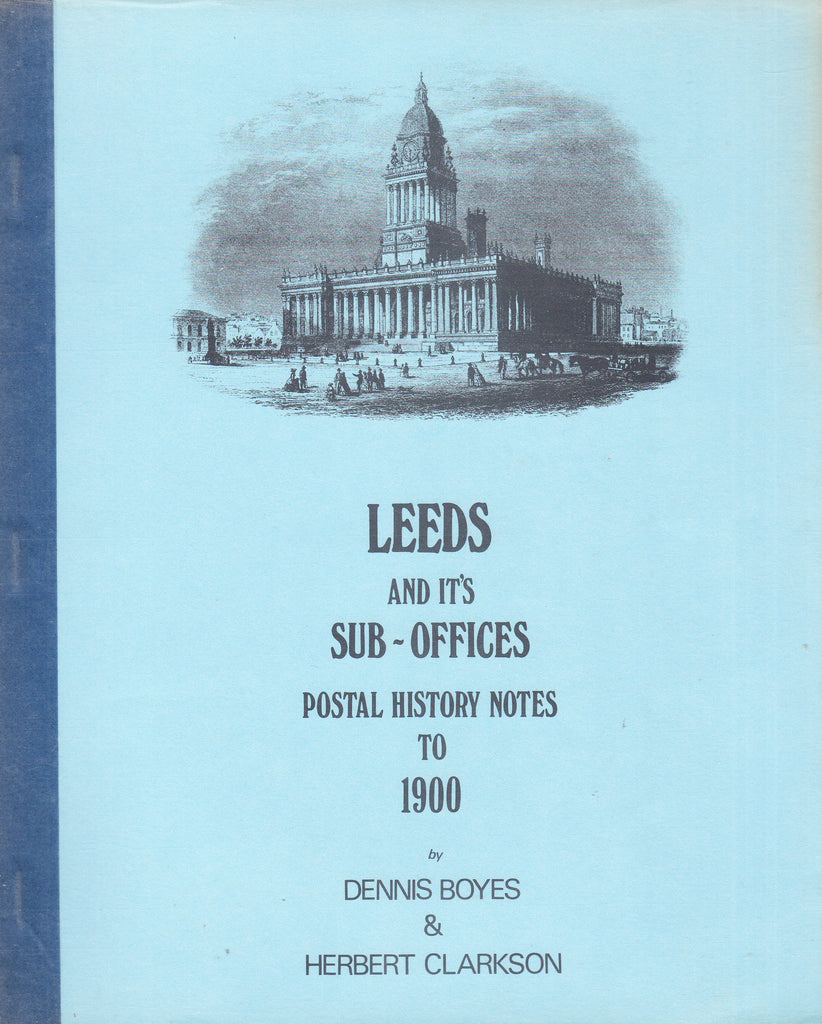 LEEDS
AND IT'S
SUB ~ OFFICES
POSTAL HISTORY NOTES
TO
1900
by
DENNIS BOYES
&
HERBERT CLARKSON